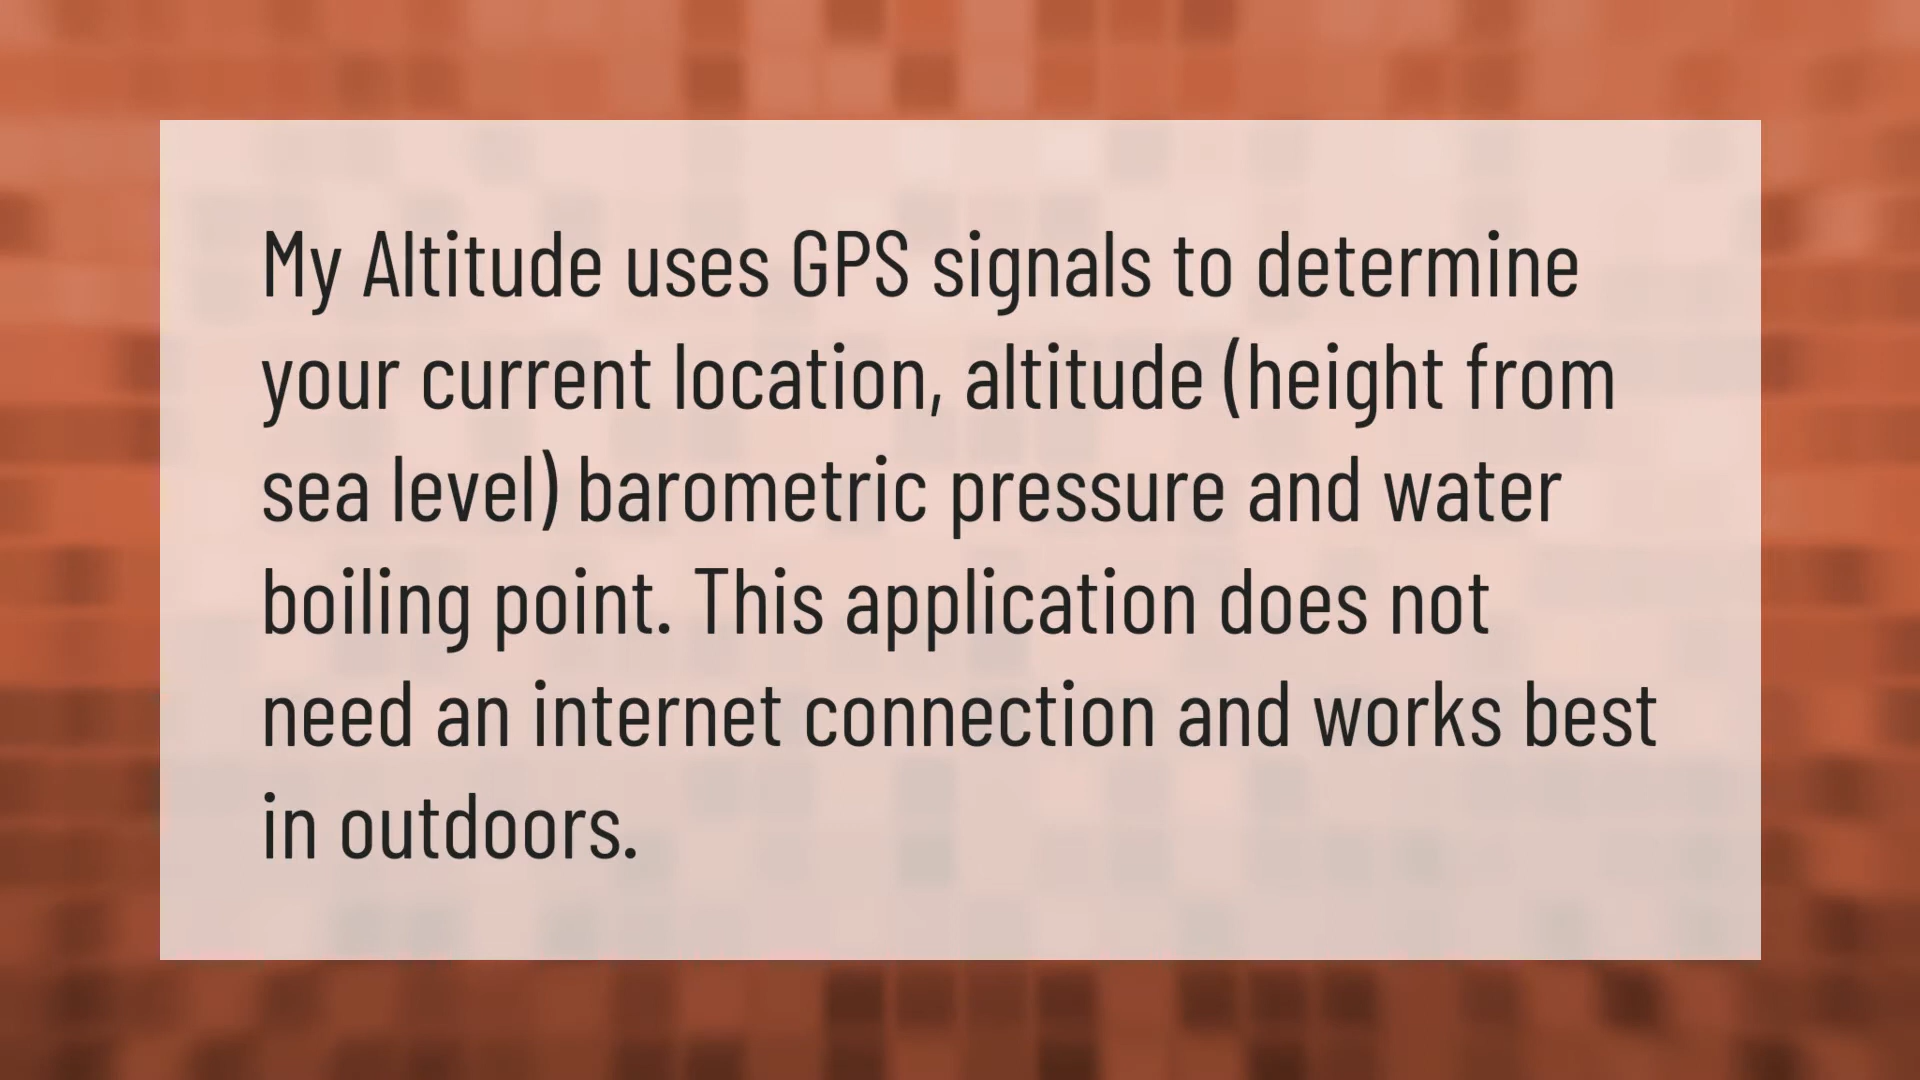 My Altitude uses GPS signals to determine
your current location, altitude (height from
sea level) barometric pressure and water
boiling point. This application does not
need an internet connection and works best
in outdoors.